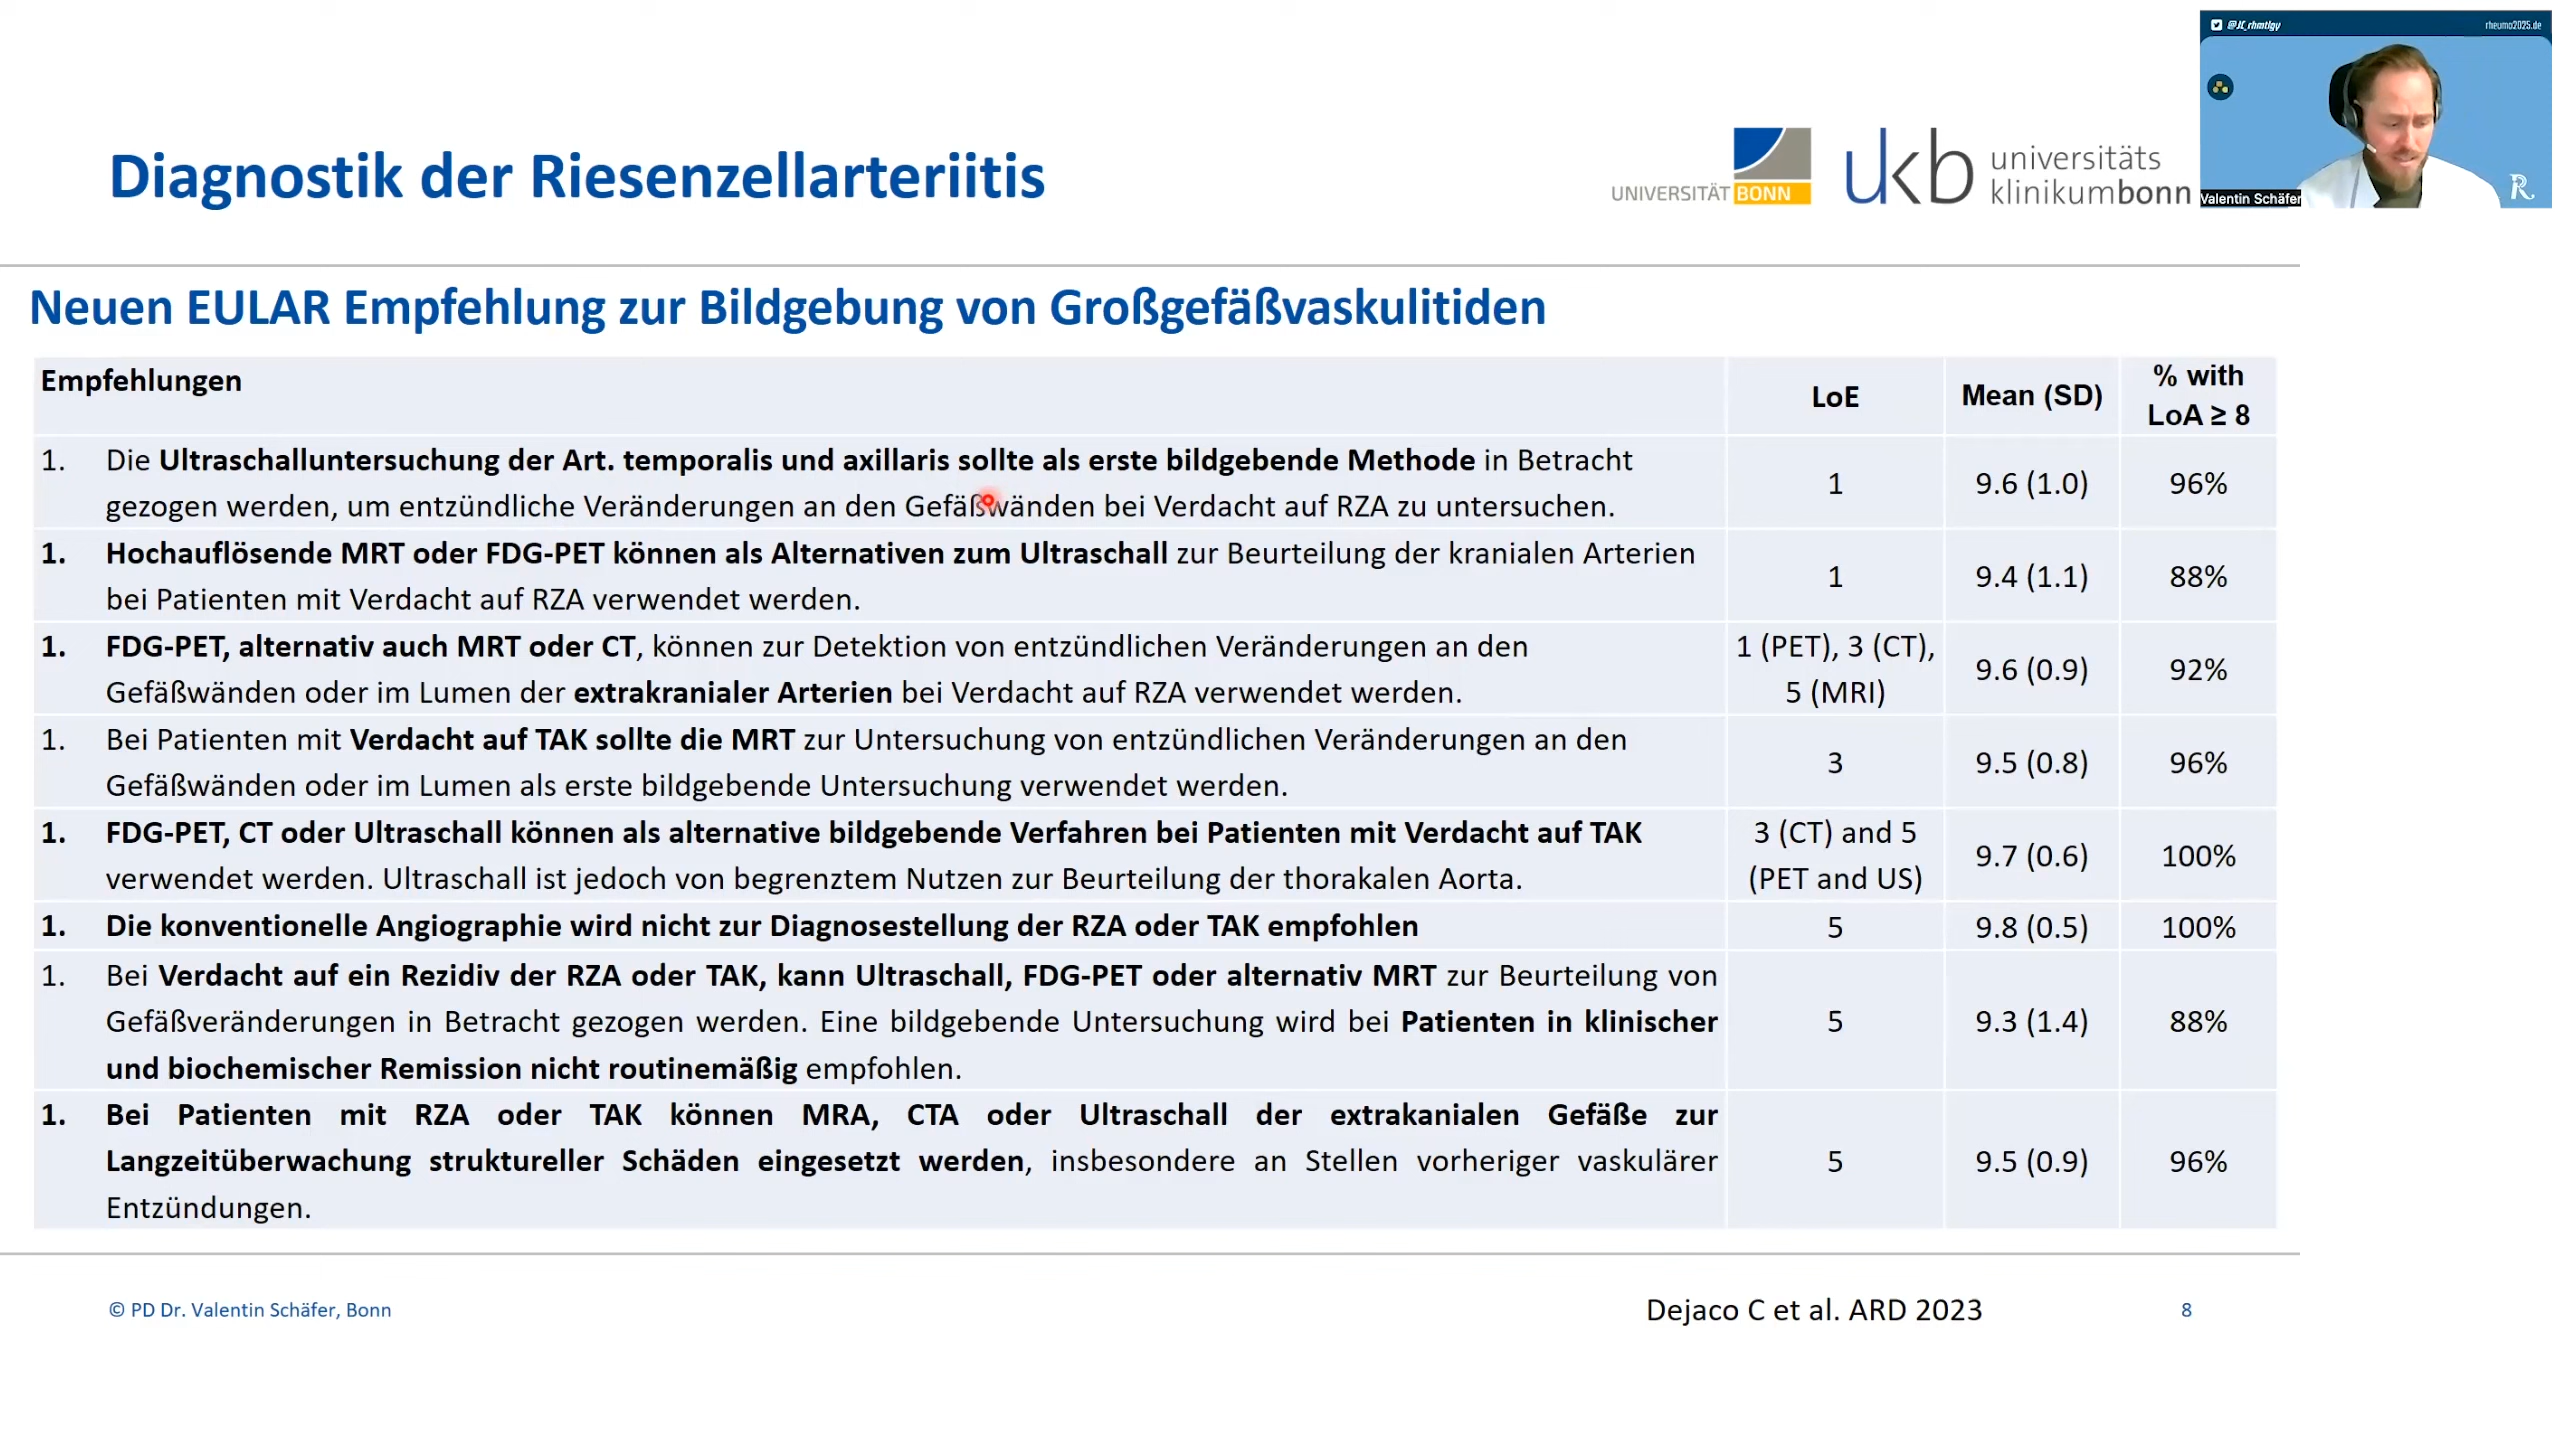 @JC_rhmtlgy
rheumo2025.de
Valentin Schäfer
Diagnostik der Riesenzellarteriitis
UNIVERSITÄT BONN
ukb universitäts
klinikumbonn
Neuen EULAR Empfehlung zur Bildgebung von Großgefäßvaskulitiden
Empfehlungen
LoE
Mean (SD)
% with
LoA ≥ 8
1. Die Ultraschalluntersuchung der Art. temporalis und axillaris sollte als erste bildgebende Methode in Betracht
gezogen werden, um entzündliche Veränderungen an den Gefäßwänden bei Verdacht auf RZA zu untersuchen.
1
9.6 (1.0)
96%
1. Hochauflösende MRT oder FDG-PET können als Alternativen zum Ultraschall zur Beurteilung der kranialen Arterien
bei Patienten mit Verdacht auf RZA verwendet werden.
1
9.4 (1.1)
88%
1. FDG-PET, alternativ auch MRT oder CT, können zur Detektion von entzündlichen Veränderungen an den
Gefäßwänden oder im Lumen der extrakranialer Arterien bei Verdacht auf RZA verwendet werden.
1 (PET), 3 (CT),
5 (MRI)
9.6 (0.9)
92%
1. Bei Patienten mit Verdacht auf TAK sollte die MRT zur Untersuchung von entzündlichen Veränderungen an den
Gefäßwänden oder im Lumen als erste bildgebende Untersuchung verwendet werden.
3
9.5 (0.8)
96%
1. FDG-PET, CT oder Ultraschall können als alternative bildgebende Verfahren bei Patienten mit Verdacht auf TAK
verwendet werden. Ultraschall ist jedoch von begrenztem Nutzen zur Beurteilung der thorakalen Aorta.
3 (CT) and 5
(PET and US)
9.7 (0.6)
100%
1. Die konventionelle Angiographie wird nicht zur Diagnosestellung der RZA oder TAK empfohlen
5
9.8 (0.5)
100%
1. Bei Verdacht auf ein Rezidiv der RZA oder TAK, kann Ultraschall, FDG-PET oder alternativ MRT zur Beurteilung von
Gefäßveränderungen in Betracht gezogen werden. Eine bildgebende Untersuchung wird bei Patienten in klinischer
und biochemischer Remission nicht routinemäßig empfohlen.
5
9.3 (1.4)
88%
1. Bei Patienten mit RZA oder TAK können MRA, CTA oder Ultraschall der extrakanialen Gefäße zur
Langzeitüberwachung struktureller Schäden eingesetzt werden, insbesondere an Stellen vorheriger vaskulärer
Entzündungen.
5
9.5 (0.9)
96%
© PD Dr. Valentin Schäfer, Bonn
Dejaco C et al. ARD 2023
8